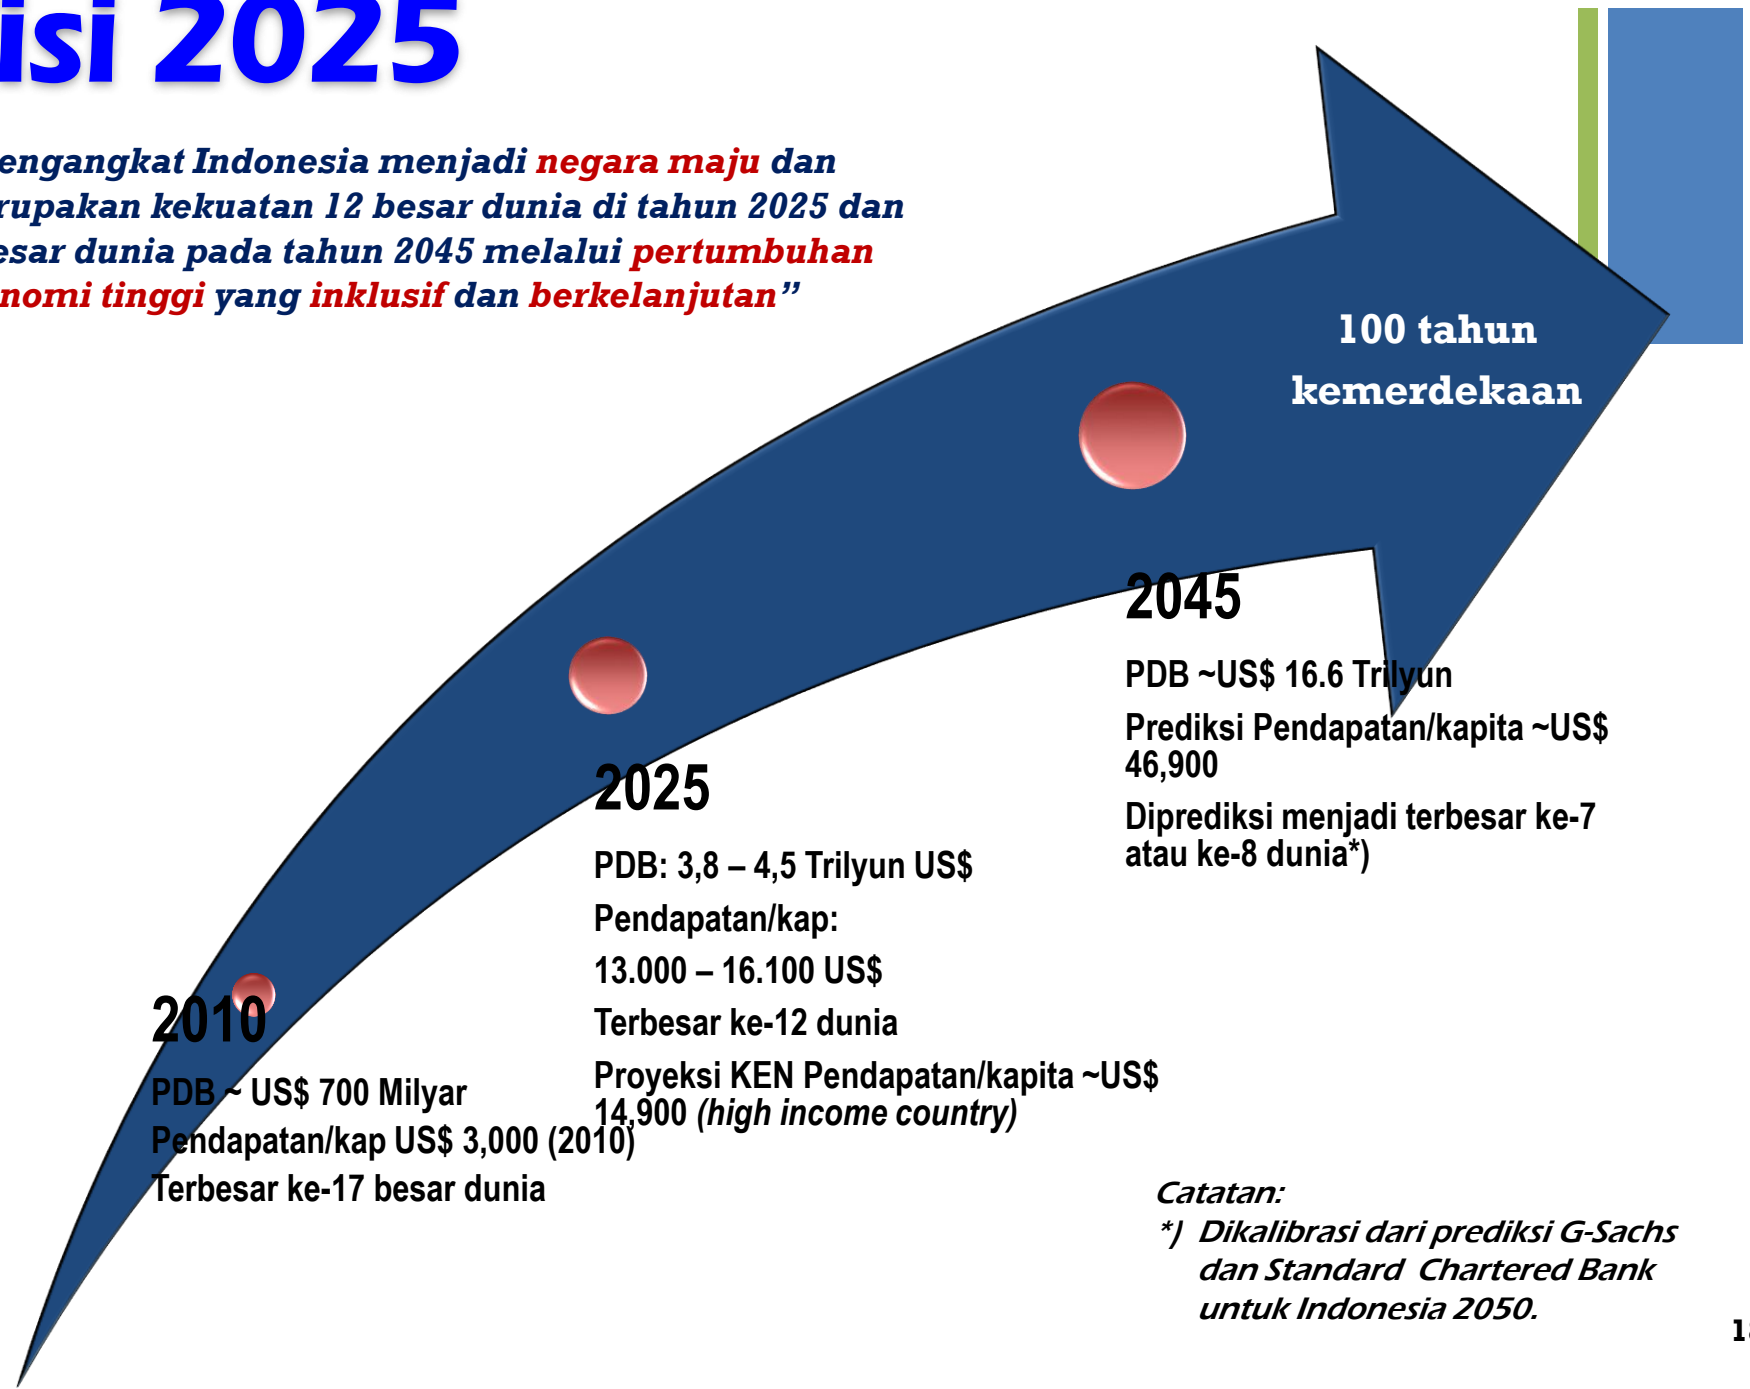 isi 2025
engangkat Indonesia menjadi negara maju dan
rupakan kekuatan 12 besar dunia di tahun 2025 dan
esar dunia pada tahun 2045 melalui pertumbuhan
nomi tinggi yang inklusif dan berkelanjutan”
100 tahun
kemerdekaan
2045
PDB ~US$ 16.6 Trilyun
Prediksi Pendapatan/kapita ~US$
46,900
Diprediksi menjadi terbesar ke-7
atau ke-8 dunia*)
2025
PDB: 3,8 – 4,5 Trilyun US$
Pendapatan/kap:
13.000 – 16.100 US$
Terbesar ke-12 dunia
Proyeksi KEN Pendapatan/kapita ~US$
14,900 (high income country)
2010
PDB ~ US$ 700 Milyar
Pendapatan/kap US$ 3,000 (2010)
Terbesar ke-17 besar dunia
Catatan:
*) Dikalibrasi dari prediksi G-Sachs
dan Standard Chartered Bank
untuk Indonesia 2050.